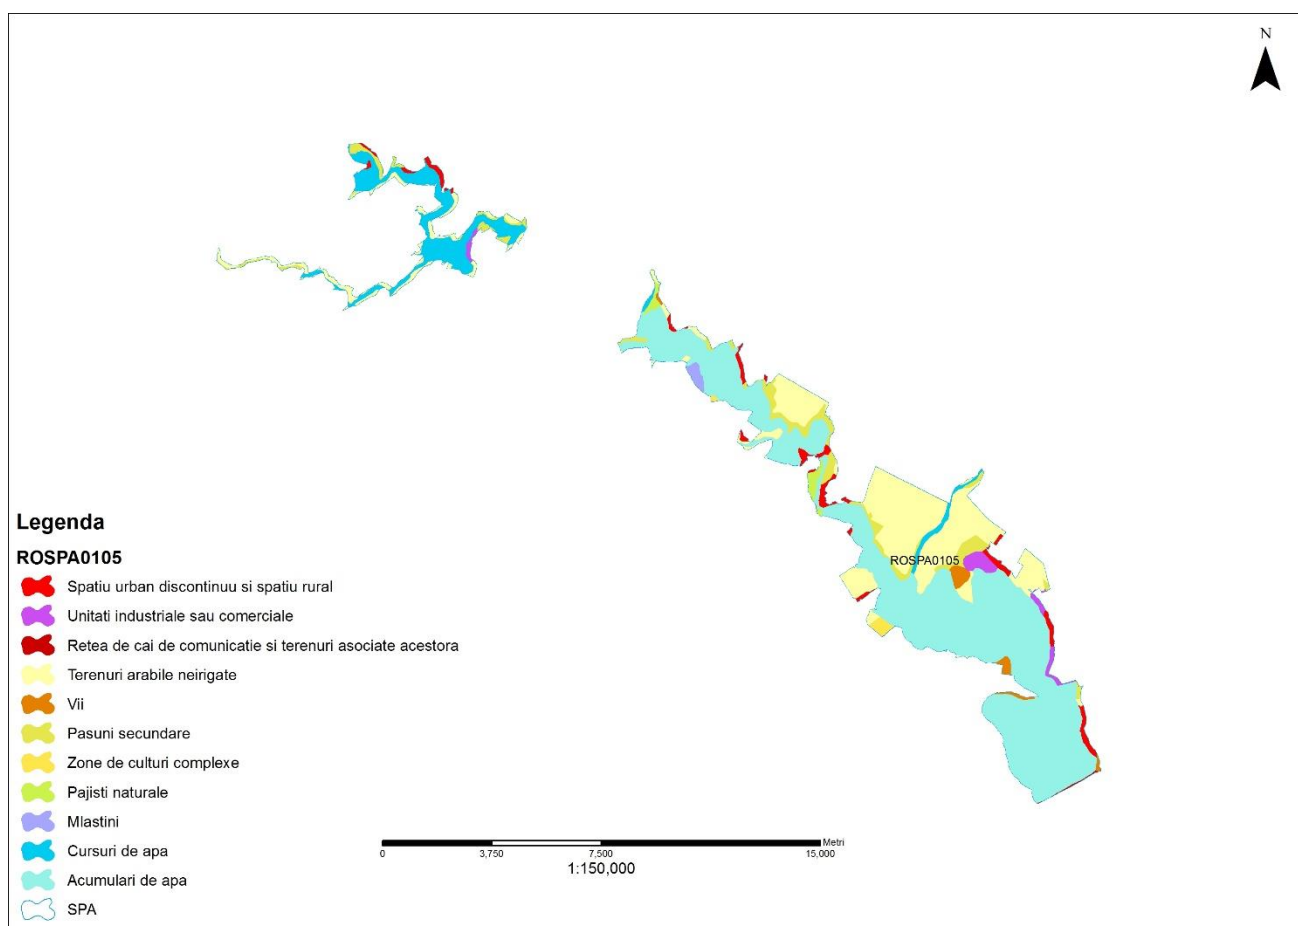 N
ROSPA0105
Legenda
ROSPA0105
Spatiu urban discontinuu si spatiu rural
Unitati industriale sau comerciale
Retea de cai de comunicatie si terenuri asociate acestora
Terenuri arabile neirigate
Vii
Pasuni secundare
Zone de culturi complexe
Pajisti naturale
Mlastini
Cursuri de apa
Acumulari de apa
SPA
Metri
0 3,750 7,500 15,000
1:150,000